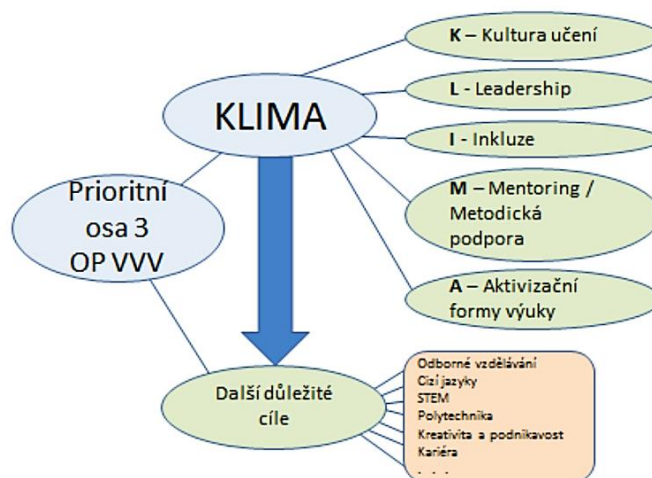 K – Kultura učení
L - Leadership
KLIMA
I - Inkluze
Prioritní
osa 3
OP VVV
M – Mentoring /
Metodická
podpora
A – Aktivizační
formy výuky
Další důležité
cíle
Odborné vzdělávání
Cizí jazyky
STEM
Polytechnika
Kreativita a podnikavost
Kariéra
. . .